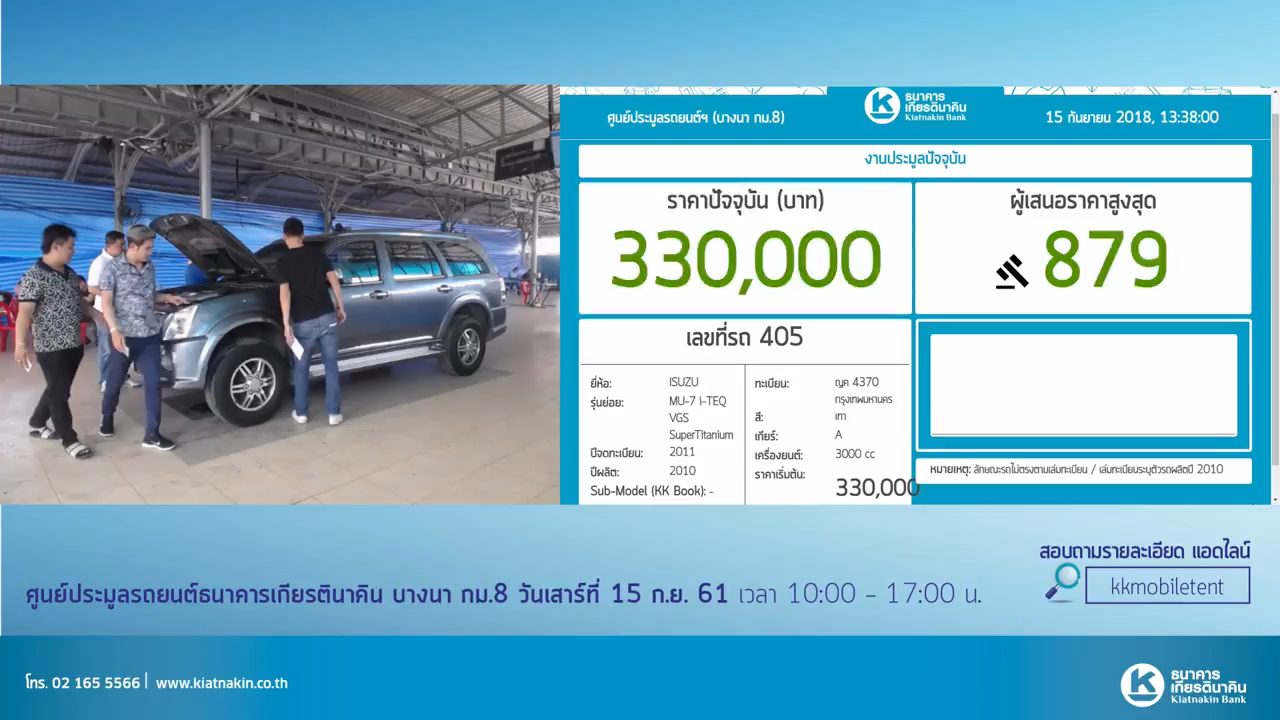 ศูนย์ประมูลรถยนต์ฯ (บางนา กม.8)
ธนาคาร
เกียรตินาคิน
Kiatnakin Bank
15 กันยายน 2018, 13:38:00
งานประมูลปัจจุบัน
ราคาปัจจุบัน (บาท)
330,000
ผู้เสนอราคาสูงสุด
879
เลขที่รถ 405
ยี่ห้อ: ISUZU
รุ่นย่อย: MU-7 i-TEQ
VGS
SuperTitanium
ปีจดทะเบียน: 2011
ปีผลิต: 2010
Sub-Model (KK Book): -
ทะเบียน: ญค 4370
กรุงเทพมหานคร
สี: เทา
เกียร์: A
เครื่องยนต์: 3000 cc
ราคาเริ่มต้น: 330,000
หมายเหตุ: ลักษณะรถไม่ตรงตามเล่มทะเบียน / เล่มทะเบียนระบุตัวรถผลิตปี 2010
สอบถามรายละเอียด แอดไลน์
kkmobiletent
ศูนย์ประมูลรถยนต์ธนาคารเกียรตินาคิน บางนา กม.8 วันเสาร์ที่ 15 ก.ย. 61 เวลา 10:00 - 17:00 น.
โทร. 02 165 5566 | www.kiatnakin.co.th
ธนาคาร
เกียรตินาคิน
Kiatnakin Bank